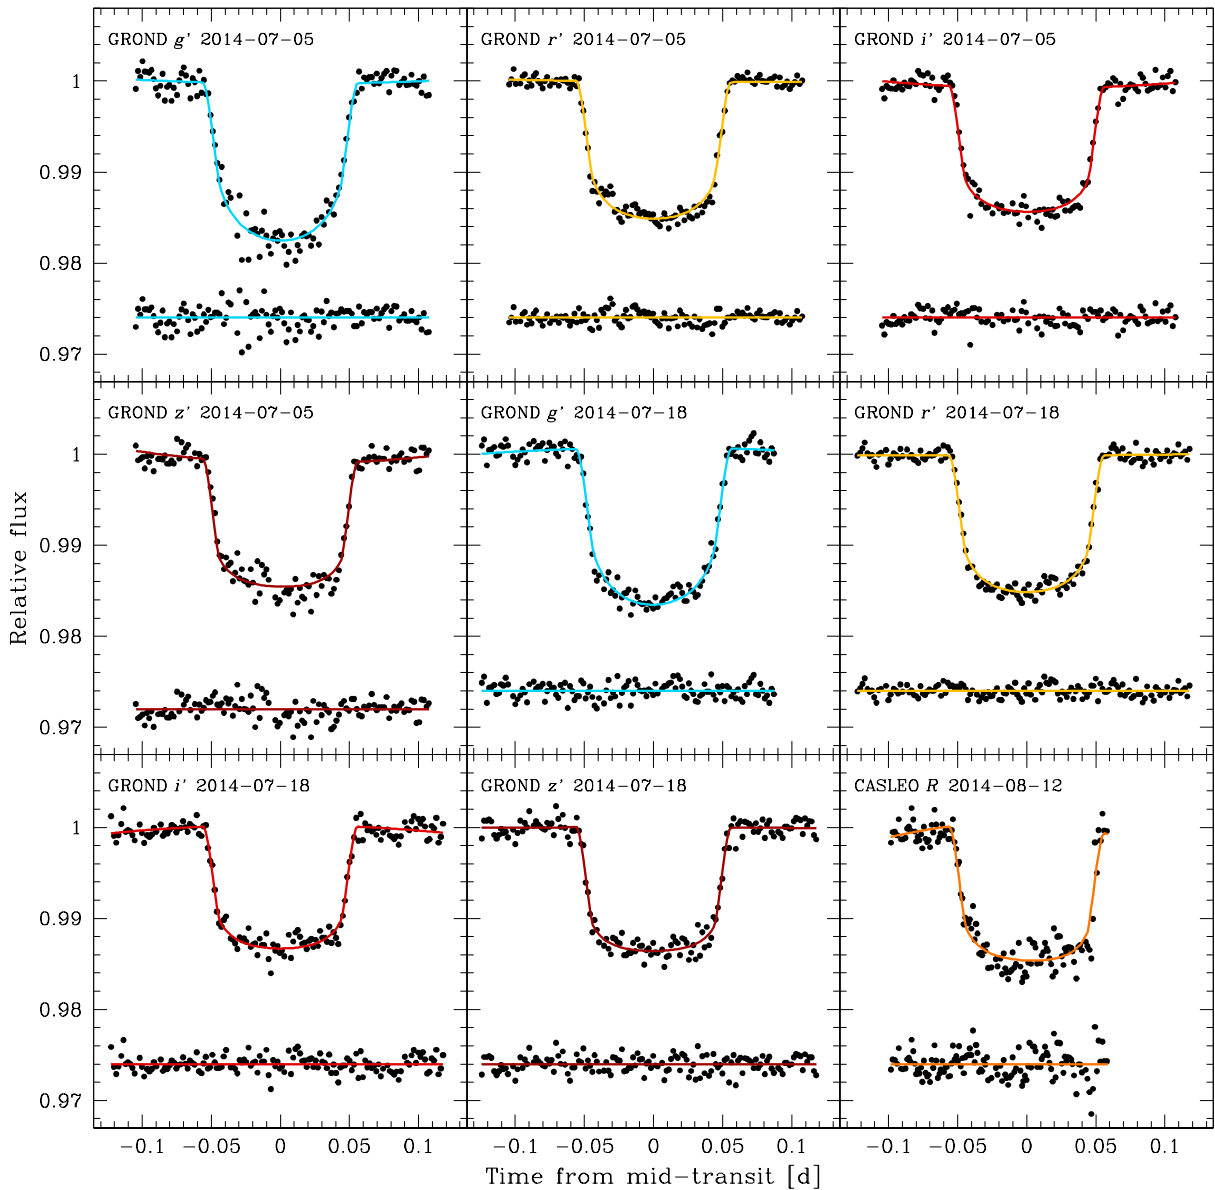 GROND g' 2014-07-05 GROND r' 2014-07-05 GROND i' 2014-07-05
1
0.99
0.98
0.97
GROND z' 2014-07-05 GROND g' 2014-07-18 GROND r' 2014-07-18
1
0.99
0.98
0.97
Relative flux
GROND i' 2014-07-18 GROND z' 2014-07-18 CASLEO R 2014-08-12
1
0.99
0.98
0.97
-0.1 -0.05 0 0.05 0.1 -0.1 -0.05 0 0.05 0.1 -0.1 -0.05 0 0.05 0.1
Time from mid-transit [d]